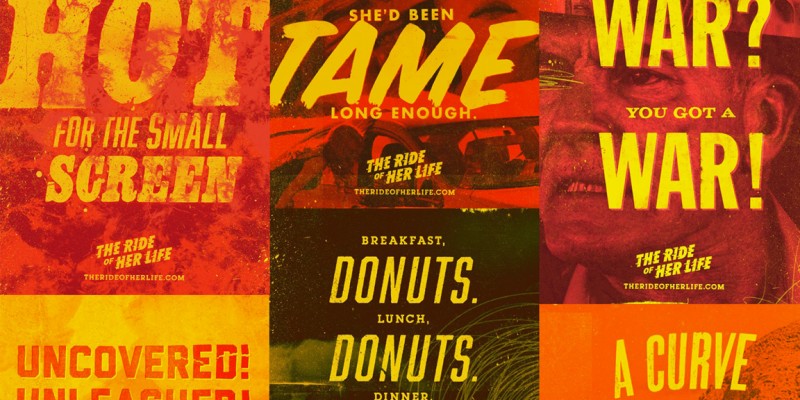 HOT
FOR THE SMALL
SCREEN
THE RIDE
OF HER LIFE
THERIDEOFHERLIFE.COM
UNCOVERED!
UNLEASHED!
SHE'D BEEN
TAME
LONG ENOUGH.
THE RIDE
OF HER LIFE
THERIDEOFHERLIFE.COM
BREAKFAST,
DONUTS.
LUNCH,
DONUTS.
DINNER,
WAR?
YOU GOT A
WAR!
THE RIDE
OF HER LIFE
THERIDEOFHERLIFE.COM
A CURVE